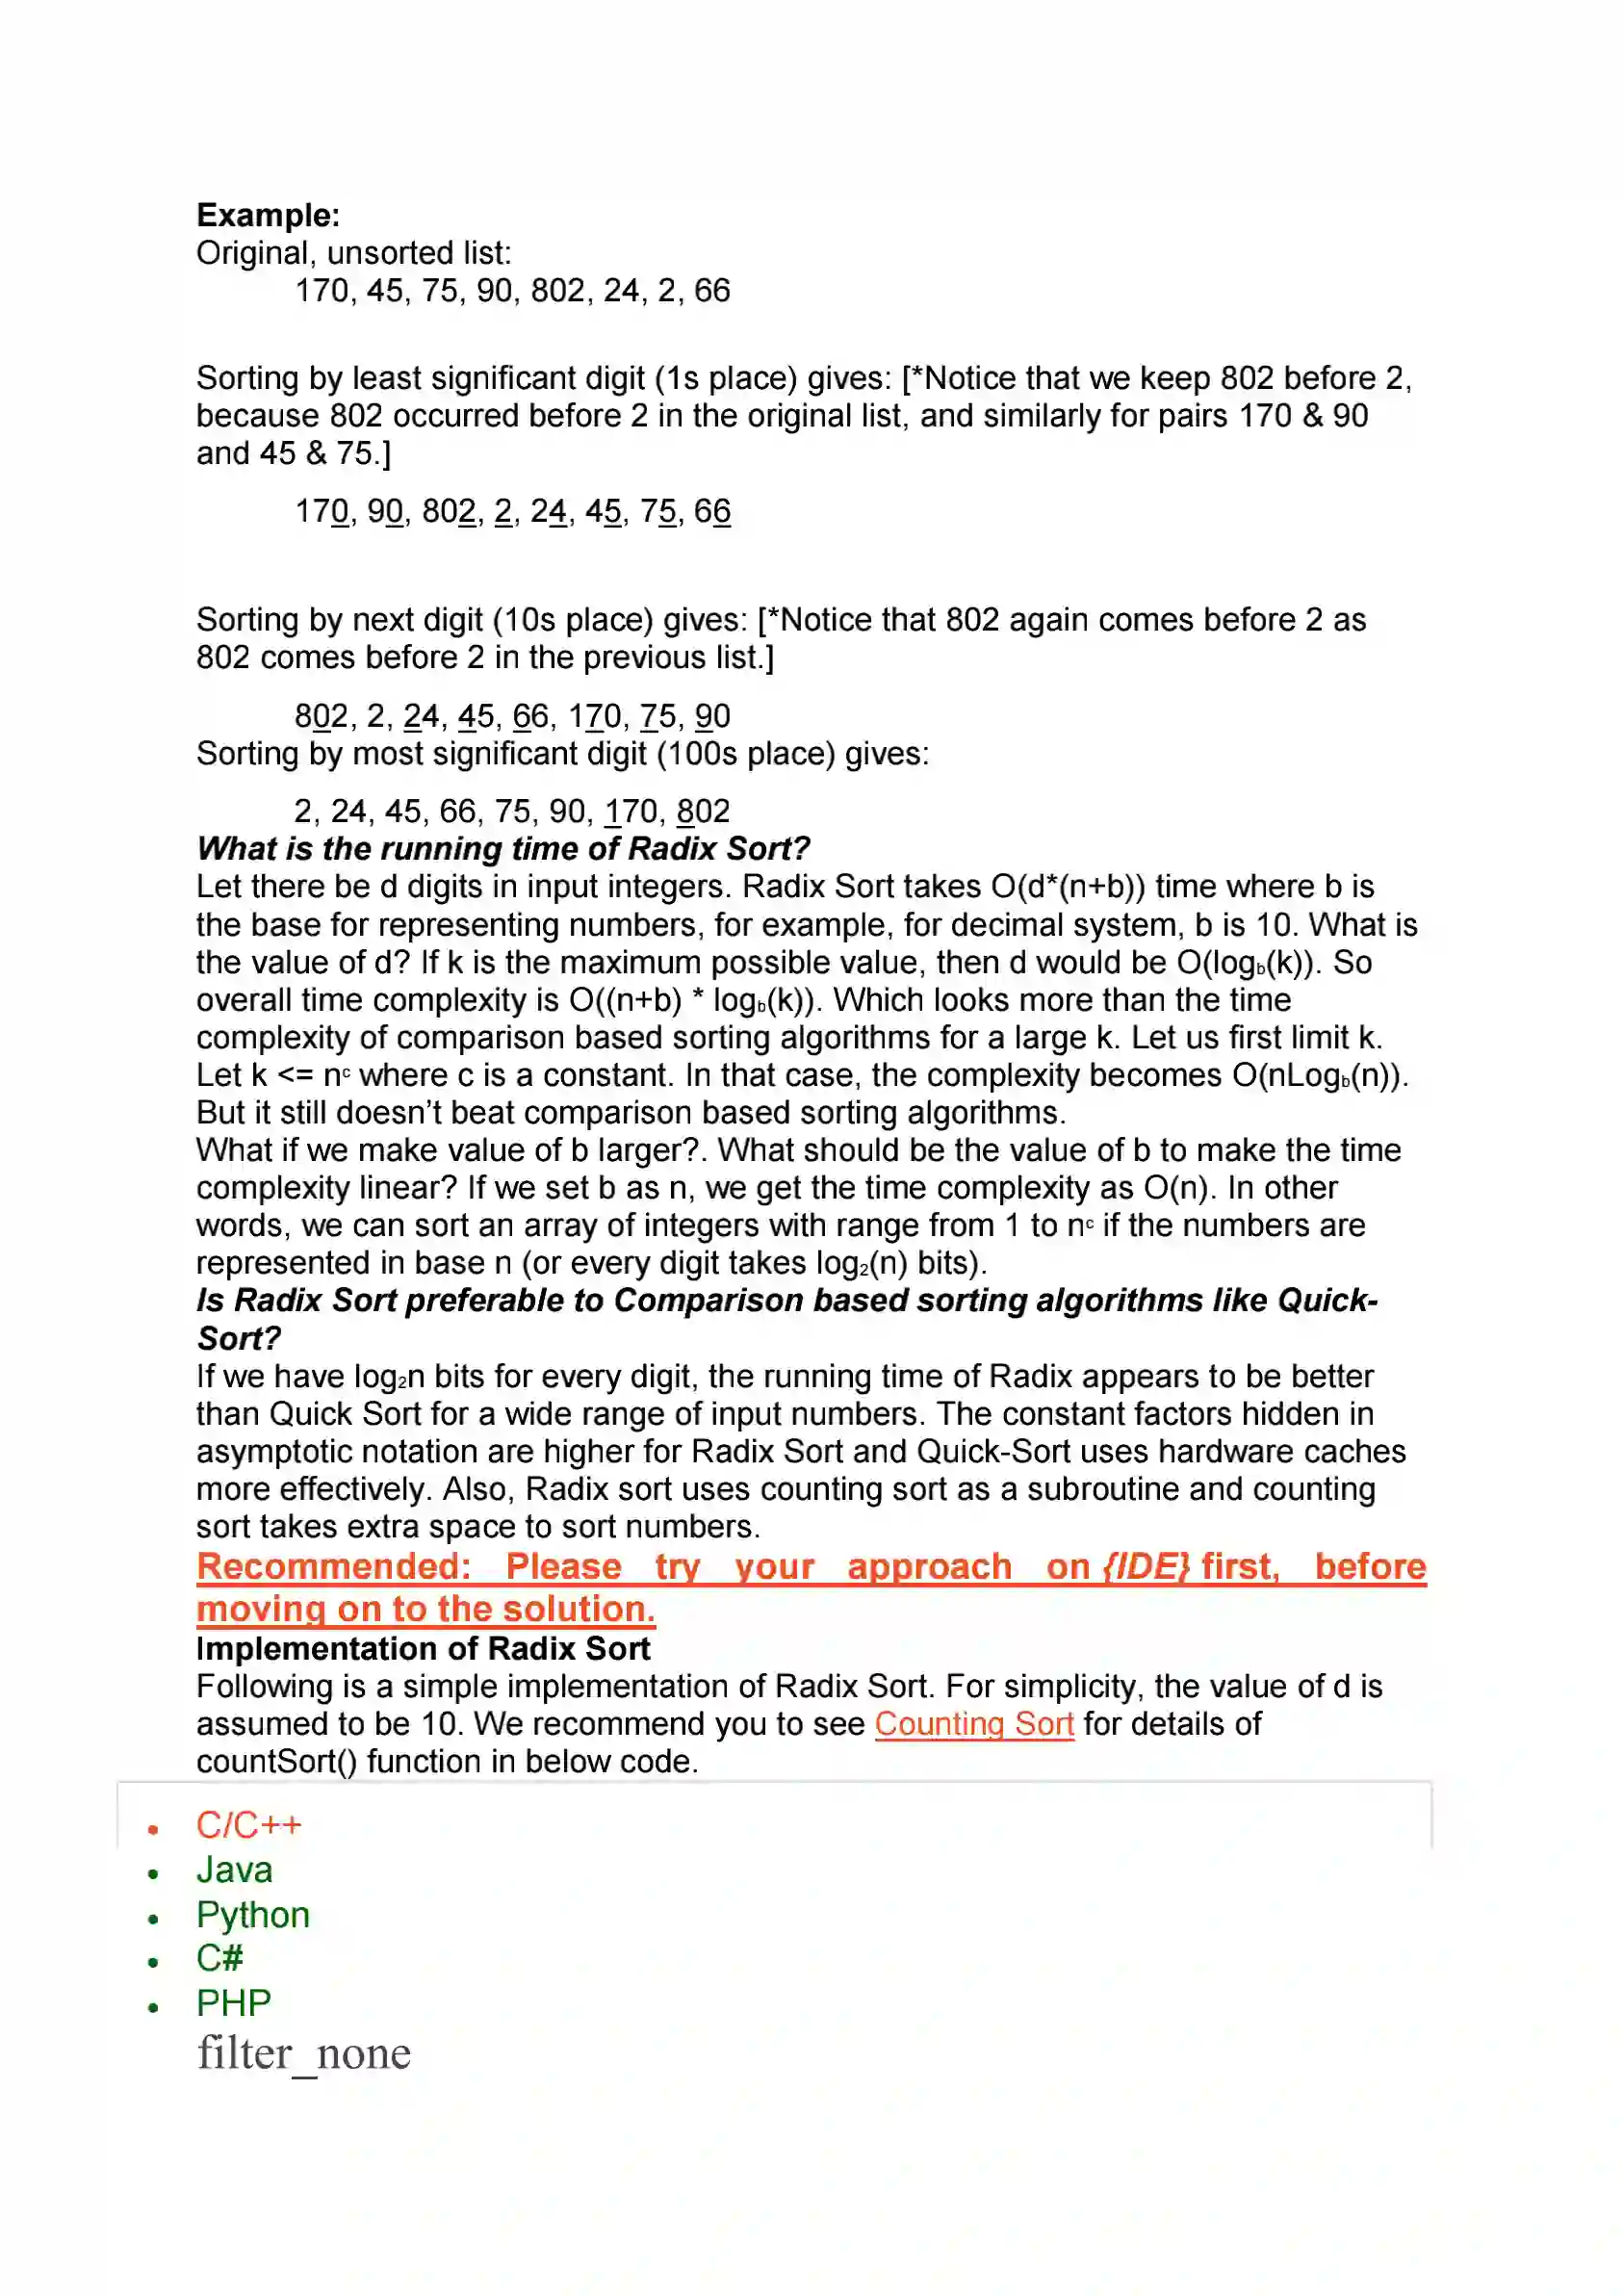 Example:
Original, unsorted list:
170, 45, 75, 90, 802, 24, 2, 66
Sorting by least significant digit (1s place) gives: [*Notice that we keep 802 before 2,
because 802 occurred before 2 in the original list, and similarly for pairs 170 & 90
and 45 & 75.]
170, 90, 802, 2, 24, 45, 75, 66
Sorting by next digit (10s place) gives: [*Notice that 802 again comes before 2 as
802 comes before 2 in the previous list.]
802, 2, 24, 45, 66, 170, 75, 90
Sorting by most significant digit (100s place) gives:
2, 24, 45, 66, 75, 90, 170, 802
What is the running time of Radix Sort?
Let there be d digits in input integers. Radix Sort takes O(d*(n+b)) time where b is
the base for representing numbers, for example, for decimal system, b is 10. What is
the value of d? If k is the maximum possible value, then d would be O(logb(k)). So
overall time complexity is O((n+b) * logb(k)). Which looks more than the time
complexity of comparison based sorting algorithms for a large k. Let us first limit k.
Let k <= nc where c is a constant. In that case, the complexity becomes O(nLogb(n)).
But it still doesn’t beat comparison based sorting algorithms.
What if we make value of b larger?. What should be the value of b to make the time
complexity linear? If we set b as n, we get the time complexity as O(n). In other
words, we can sort an array of integers with range from 1 to nc if the numbers are
represented in base n (or every digit takes log2(n) bits).
Is Radix Sort preferable to Comparison based sorting algorithms like Quick-
Sort?
If we have log2n bits for every digit, the running time of Radix appears to be better
than Quick Sort for a wide range of input numbers. The constant factors hidden in
asymptotic notation are higher for Radix Sort and Quick-Sort uses hardware caches
more effectively. Also, Radix sort uses counting sort as a subroutine and counting
sort takes extra space to sort numbers.
Recommended: Please try your approach on {IDE} first, before
moving on to the solution.
Implementation of Radix Sort
Following is a simple implementation of Radix Sort. For simplicity, the value of d is
assumed to be 10. We recommend you to see Counting Sort for details of
countSort() function in below code.
• C/C++
• Java
• Python
• C#
• PHP
filter_none